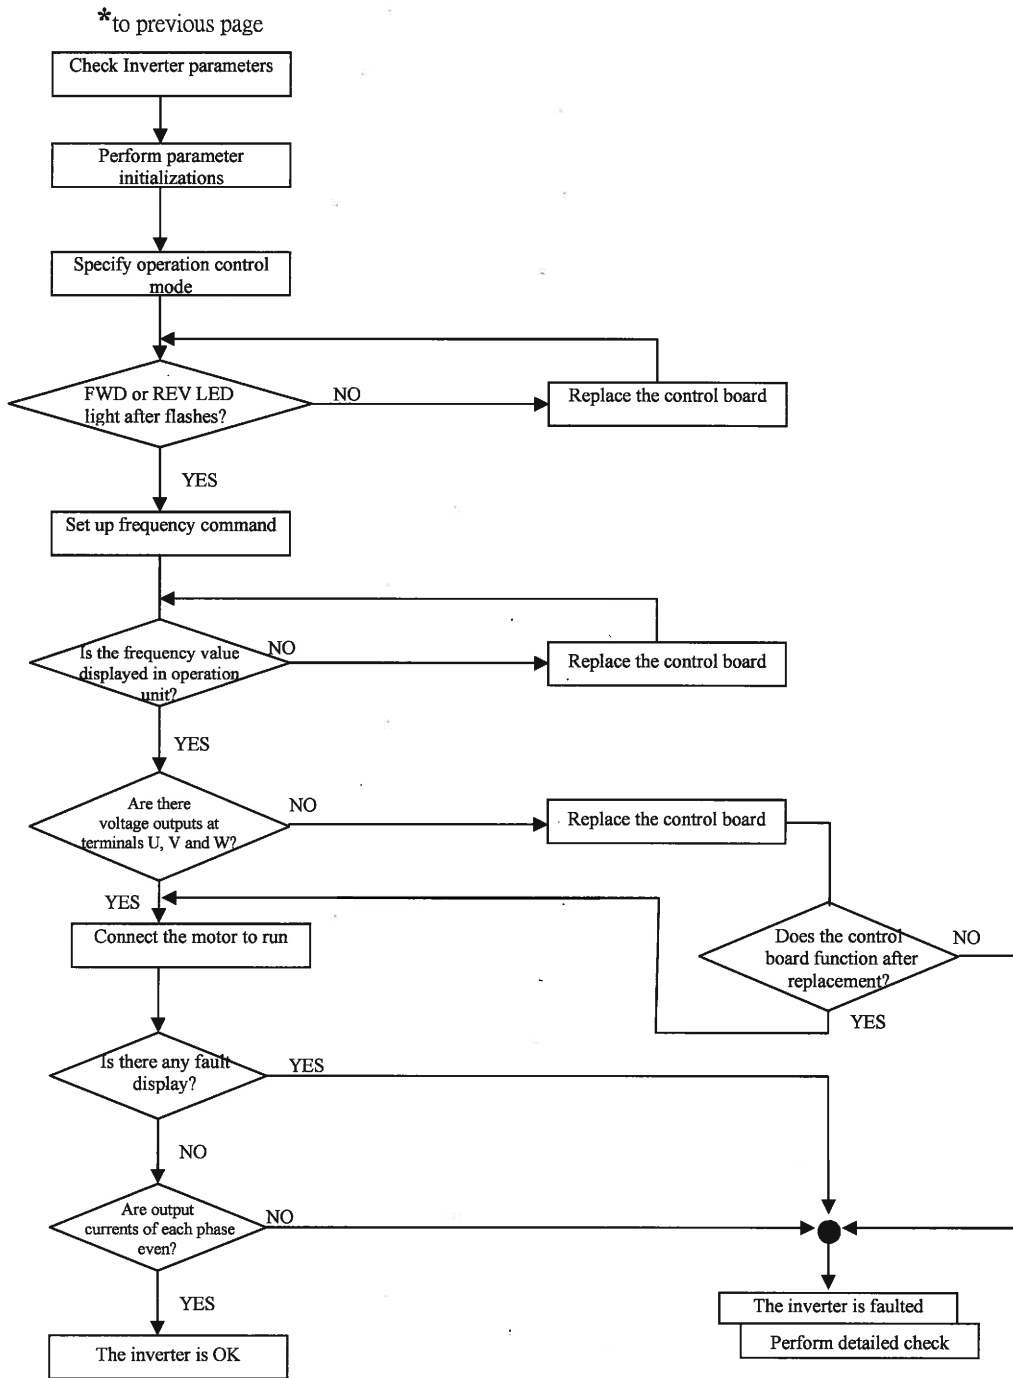 *to previous page
Check Inverter parameters
Perform parameter
initializations
Specify operation control
mode
FWD or REV LED
light after flashes?
NO
Replace the control board
YES
Set up frequency command
Is the frequency value
displayed in operation
unit?
NO
Replace the control board
YES
Are there
voltage outputs at
terminals U, V and W?
NO
Replace the control board
YES
Connect the motor to run
Does the control
board function after
replacement?
NO
YES
Is there any fault
display?
YES
NO
Are output
currents of each phase
even?
NO
YES
The inverter is OK
The inverter is faulted
Perform detailed check